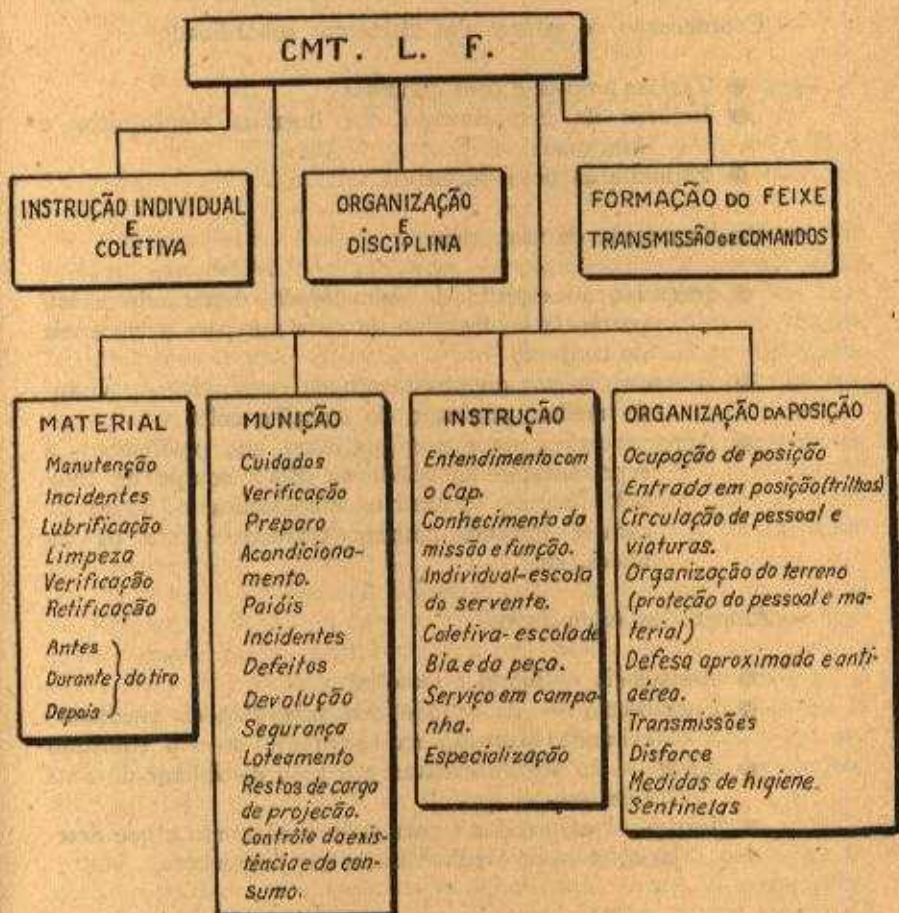 CMT. L. F.
INSTRUÇÃO INDIVIDUAL
E
COLETIVA
ORGANIZAÇÃO
E
DISCIPLINA
FORMAÇÃO DO FEIXE
TRANSMISSÃO DE COMANDOS
MATERIAL
Manutenção
Incidentes
Lubrificação
Limpeza
Verificação
Retificação
Antes
Durante } do tiro
Depois
MUNIÇÃO
Cuidados
Verificação
Preparo
Acondiciona-
mento.
Paióis
Incidentes
Defeitos
Devolução
Segurança
Loteamento
Restos de carga
de projeção.
Contrôle da exis-
tência e do con-
sumo.
INSTRUÇÃO
Entendimento com
o Cap.
Conhecimento da
missão e função.
Individual-escola
do servente.
Coletiva-escola de
Bia e da peça.
Serviço em campa-
nha.
Especialização
ORGANIZAÇÃO DA POSIÇÃO
Ocupação de posição
Entrada em posição (trilhas)
Circulação de pessoal e
viaturas.
Organização do terreno
(proteção do pessoal e ma-
terial)
Defesa aproximada e anti-
aérea.
Transmissões
Disforce
Medidas de higiene.
Sentinelas